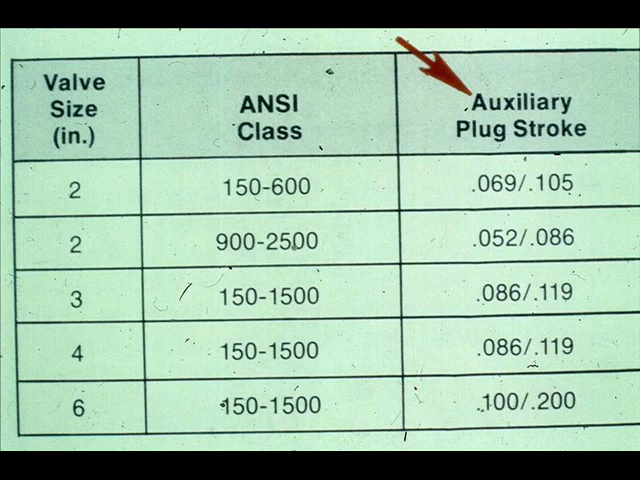 Valve
Size
(in.)
ANSI
Class
Auxiliary
Plug Stroke
2 150-600 .069/.105
2 900-2500 .052/.086
3 150-1500 .086/.119
4 150-1500 .086/.119
6 150-1500 .100/.200